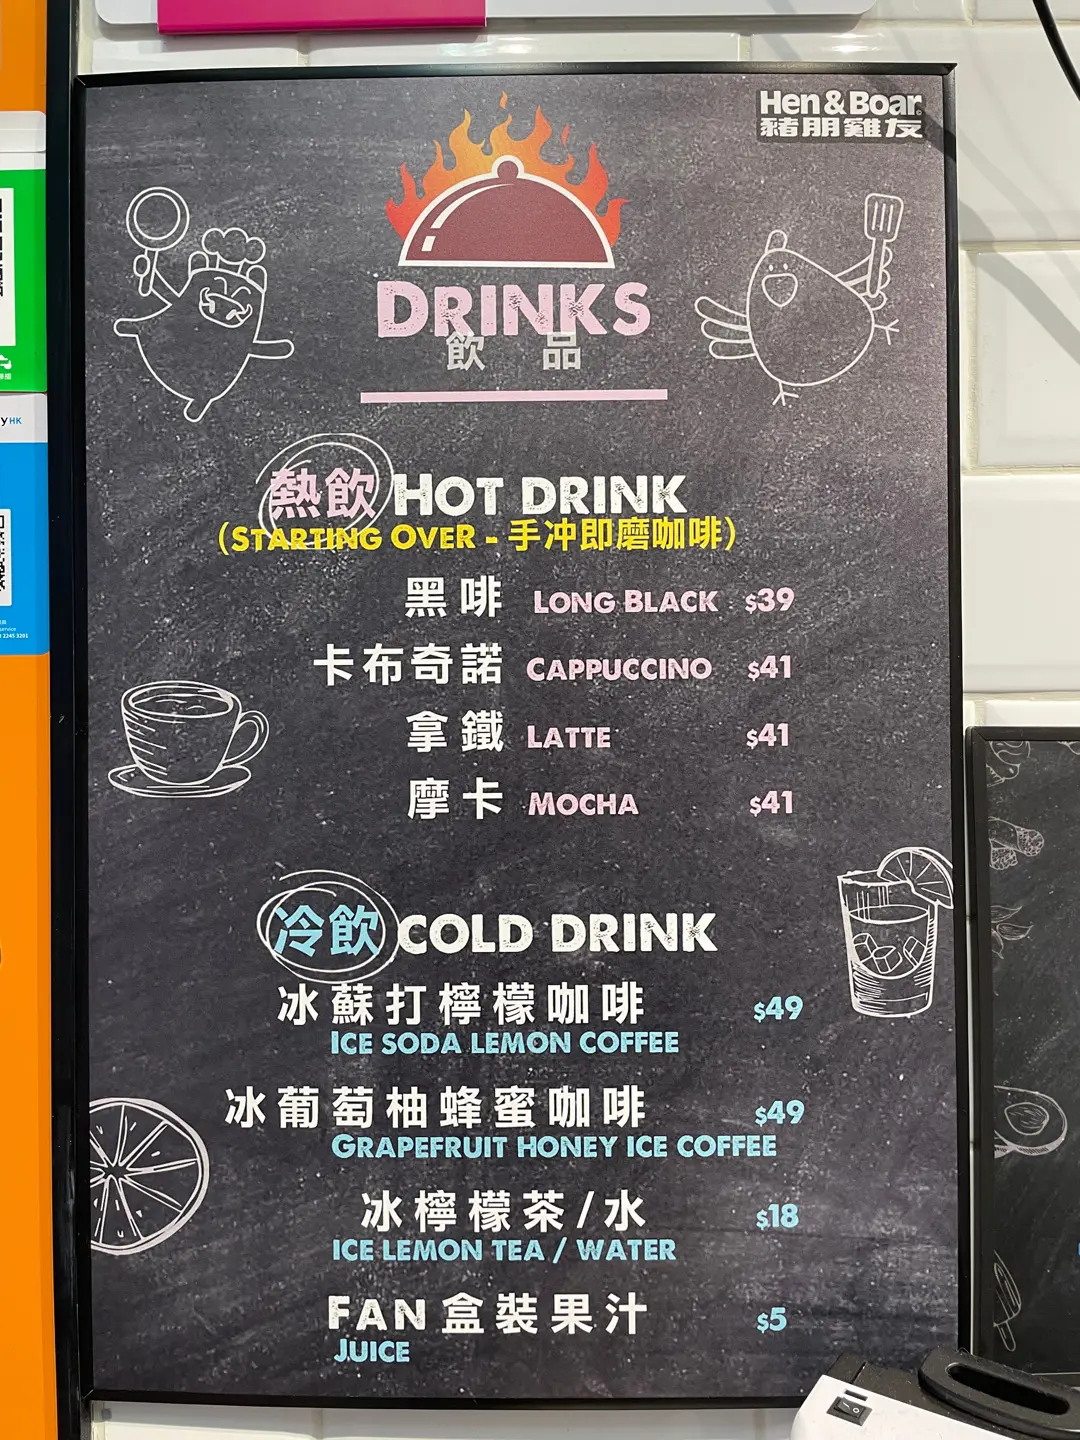 Hen & Boar
豬朋雞友
DRINKS
飲品
熱飲 HOT DRINK
(STARTING OVER - 手冲即磨咖啡)
黑啡 LONG BLACK $39
卡布奇諾 CAPPUCCINO $41
拿鐵 LATTE $41
摩卡 MOCHA $41
冷飲 COLD DRINK
冰蘇打檸檬咖啡 $49
ICE SODA LEMON COFFEE
冰葡萄柚蜂蜜咖啡 $49
GRAPEFRUIT HONEY ICE COFFEE
冰檸檬茶/水 $18
ICE LEMON TEA / WATER
FAN 盒裝果汁 $5
JUICE
Y HK
2245 3201